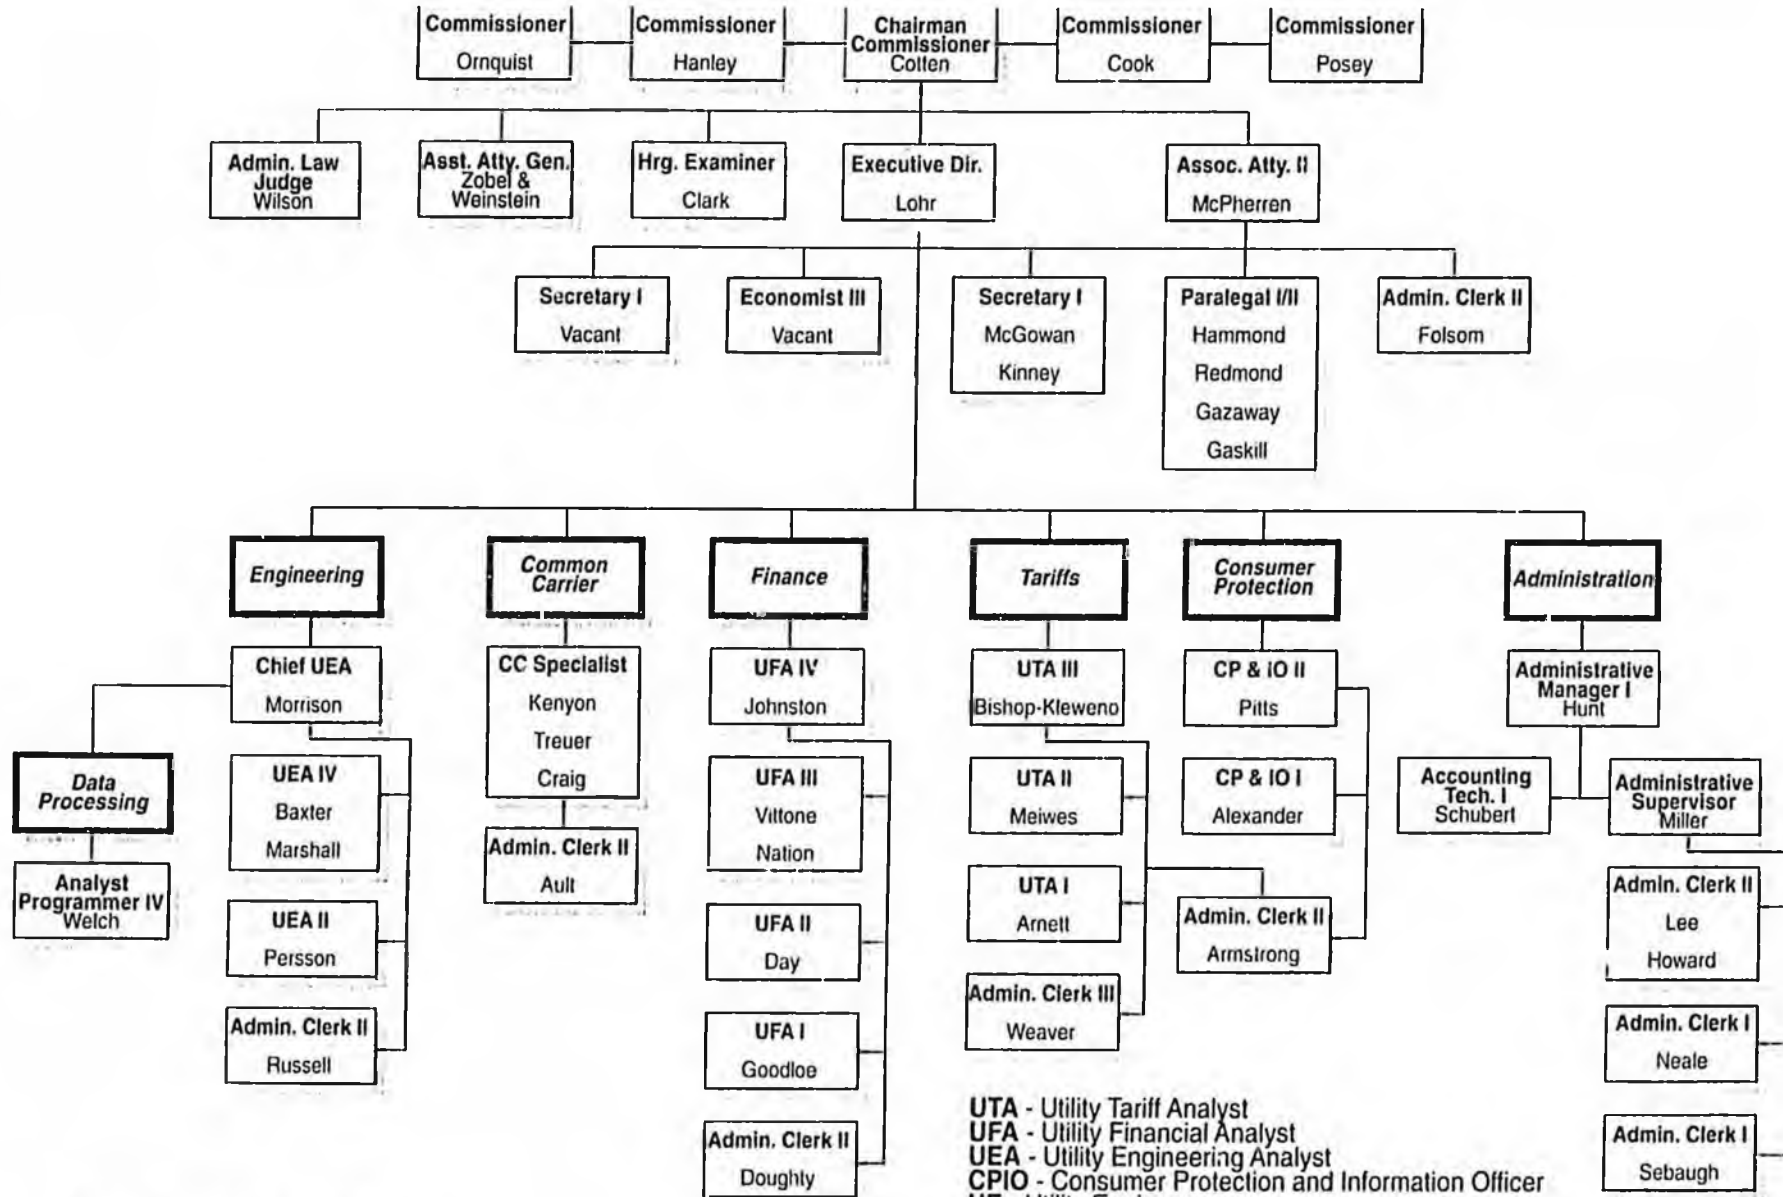 Commissioner
Ornquist
Commissioner
Hanley
Chairman
Commissioner
Cotten
Commissioner
Cook
Commissioner
Posey
Admin. Law
Judge
Wilson
Asst. Atty. Gen.
Zobel &
Weinstein
Hrg. Examiner
Clark
Executive Dir.
Lohr
Assoc. Atty. II
McPherren
Secretary I
Vacant
Economist III
Vacant
Secretary I
McGowan
Kinney
Paralegal I/II
Hammond
Redmond
Gazaway
Gaskill
Admin. Clerk II
Folsom
Engineering
Common
Carrier
Finance
Tariffs
Consumer
Protection
Administration
Chief UEA
Morrison
Data
Processing
Analyst
Programmer IV
Welch
UEA IV
Baxter
Marshall
UEA II
Persson
Admin. Clerk II
Russell
CC Specialist
Kenyon
Treuer
Craig
Admin. Clerk II
Ault
UFA IV
Johnston
UFA III
Vittone
Nation
UFA II
Day
UFA I
Goodloe
Admin. Clerk II
Doughly
UTA III
Bishop-Kleweno
UTA II
Meiwes
UTA I
Arnett
Admin. Clerk III
Weaver
CP & IO II
Pitts
CP & IO I
Alexander
Admin. Clerk II
Armstrong
Administrative
Manager I
Hunt
Accounting
Tech. I
Schubert
Administrative
Supervisor
Miller
Admin. Clerk II
Lee
Howard
Admin. Clerk I
Neale
Admin. Clerk I
Sebaugh
UTA - Utility Tariff Analyst
UFA - Utility Financial Analyst
UEA - Utility Engineering Analyst
CPIO - Consumer Protection and Information Officer